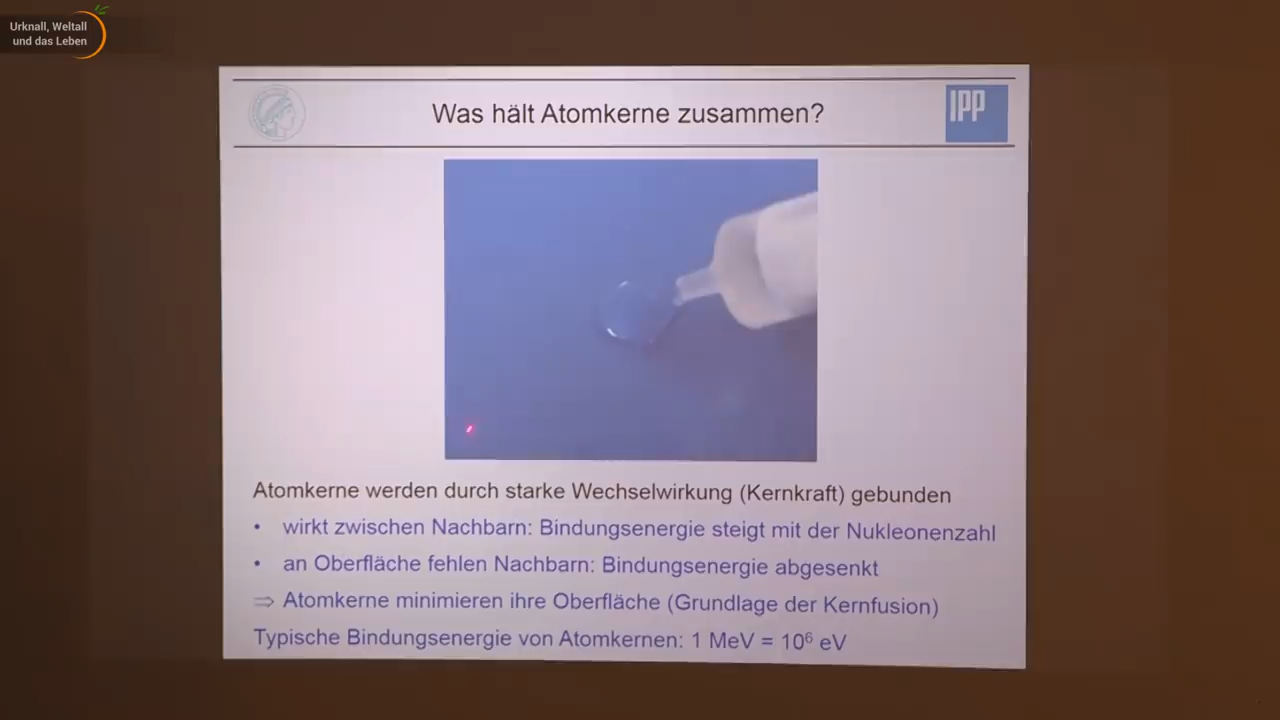 Urknall, Weltall
und das Leben
Was hält Atomkerne zusammen?
IPP
Atomkerne werden durch starke Wechselwirkung (Kernkraft) gebunden
• wirkt zwischen Nachbarn: Bindungsenergie steigt mit der Nukleonenzahl
• an Oberfläche fehlen Nachbarn: Bindungsenergie abgesenkt
⇒ Atomkerne minimieren ihre Oberfläche (Grundlage der Kernfusion)
Typische Bindungsenergie von Atomkernen: 1 MeV = 10⁶ eV